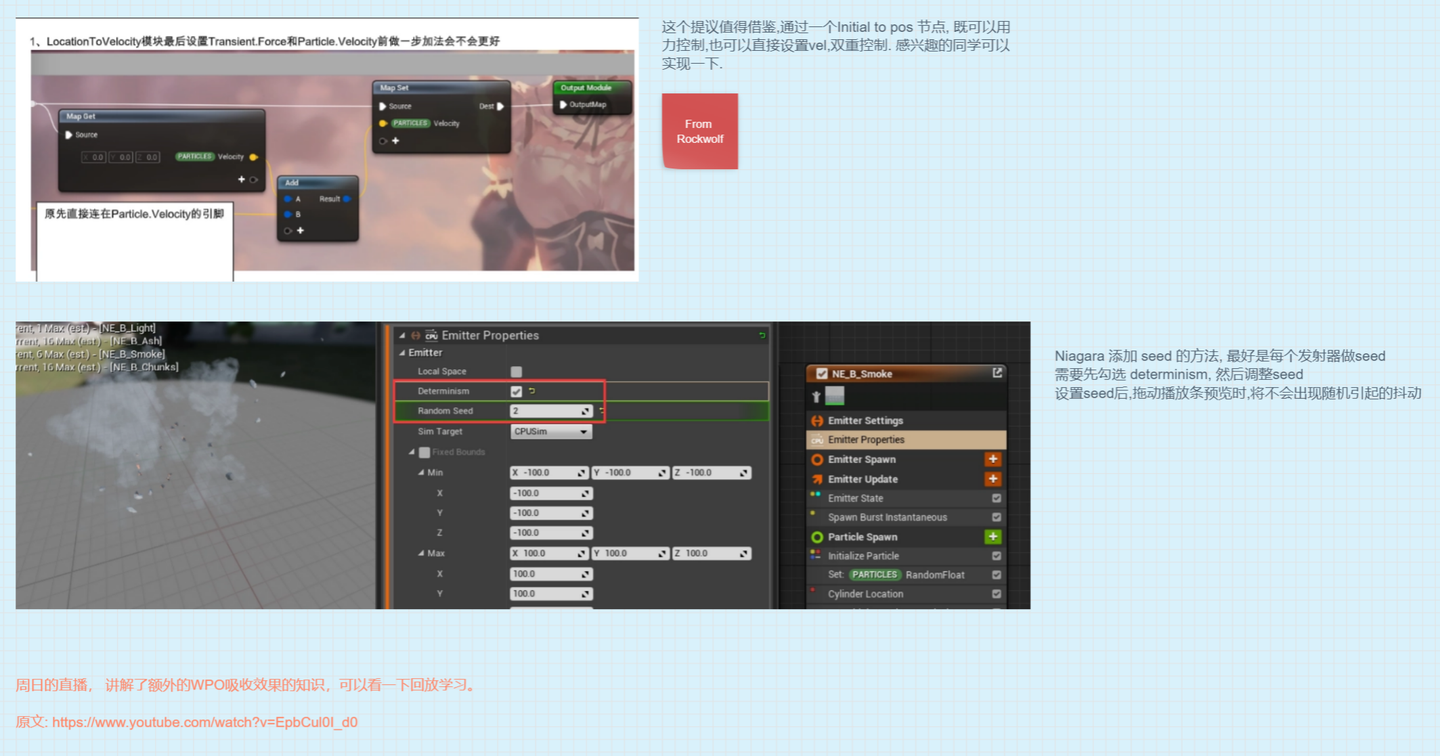 1、LocationToVelocity模块最后设置Transient.Force和Particle.Velocity前做一步加法会不会更好
Map Get
Source
X 0.0 Y 0.0 Z 0.0 PARTICLES Velocity
原先直接连在Particle.Velocity的引脚
Add
A Result
B
Map Set
Source Dest
PARTICLES Velocity
Output Module
OutputMap
这个提议值得借鉴,通过一个Initial to pos 节点, 既可以用
力控制,也可以直接设置vel,双重控制. 感兴趣的同学可以
实现一下.
From
Rockwolf
rent, 1 Max (est.) - [NE_B_Light]
rrent, 16 Max (est.) - [NE_B_Ash]
ent, 6 Max (est.) - [NE_B_Smoke]
rrent, 16 Max (est.) - [NE_B_Chunks]
CPU Emitter Properties
Emitter
Local Space
Determinism
Random Seed 2
Sim Target CPUSim
Fixed Bounds
Min X -100.0 Y -100.0 Z -100.0
X -100.0
Y -100.0
Z -100.0
Max X 100.0 Y 100.0 Z 100.0
X 100.0
Y 100.0
NE_B_Smoke
Emitter Settings
CPU Emitter Properties
Emitter Spawn
Emitter Update
Emitter State
Spawn Burst Instantaneous
Particle Spawn
Initialize Particle
Set: PARTICLES RandomFloat
Cylinder Location
Niagara 添加 seed 的方法, 最好是每个发射器做seed
需要先勾选 determinism, 然后调整seed
设置seed后,拖动播放条预览时,将不会出现随机引起的抖动
周日的直播， 讲解了额外的WPO吸收效果的知识，可以看一下回放学习。
原文: https://www.youtube.com/watch?v=EpbCul0I_d0